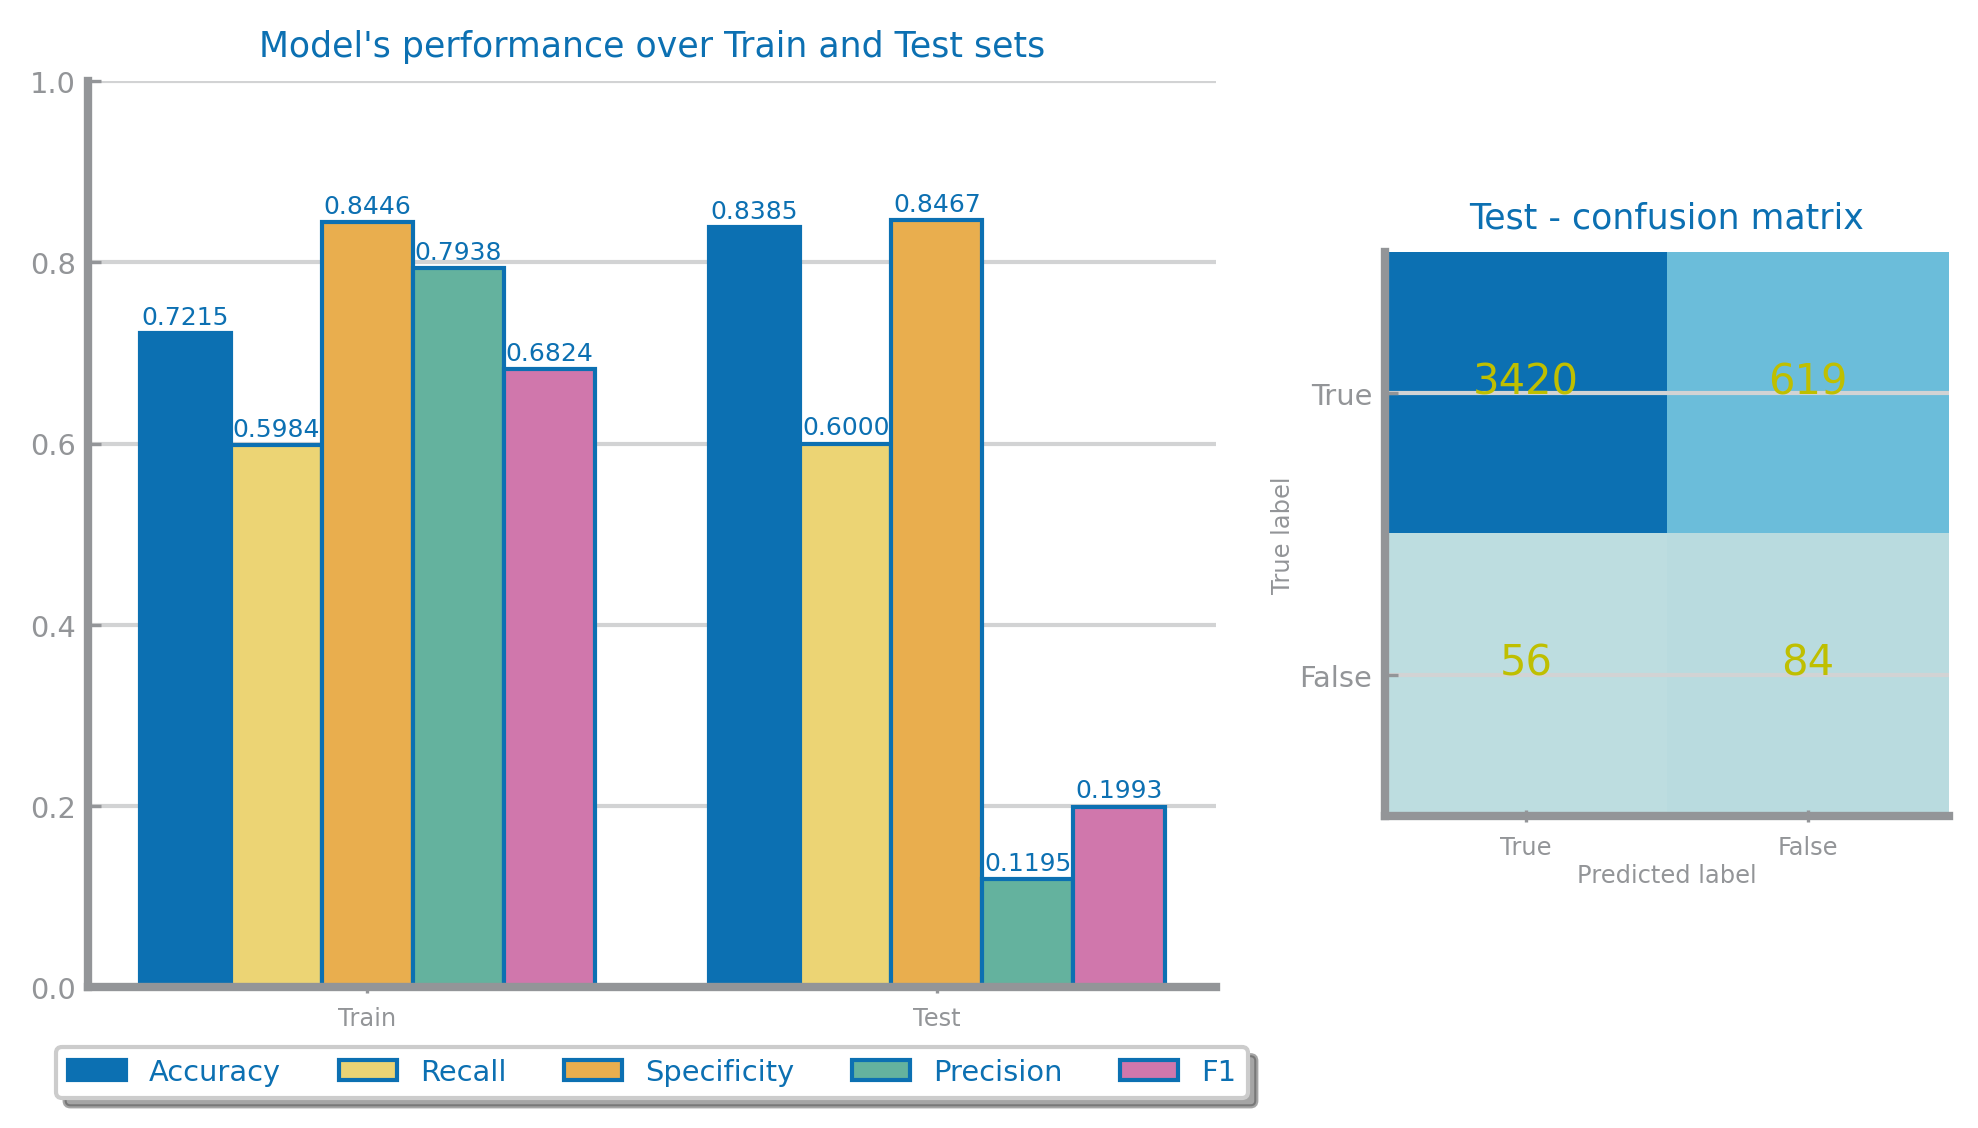 Model's performance over Train and Test sets
1.0
0.8
0.6
0.4
0.2
0.0
0.7215
0.5984
0.8446
0.7938
0.6824
0.8385
0.6000
0.8467
0.1195
0.1993
Train
Test
Accuracy
Recall
Specificity
Precision
F1
Test - confusion matrix
True label
True
False
3420
619
56
84
True
False
Predicted label